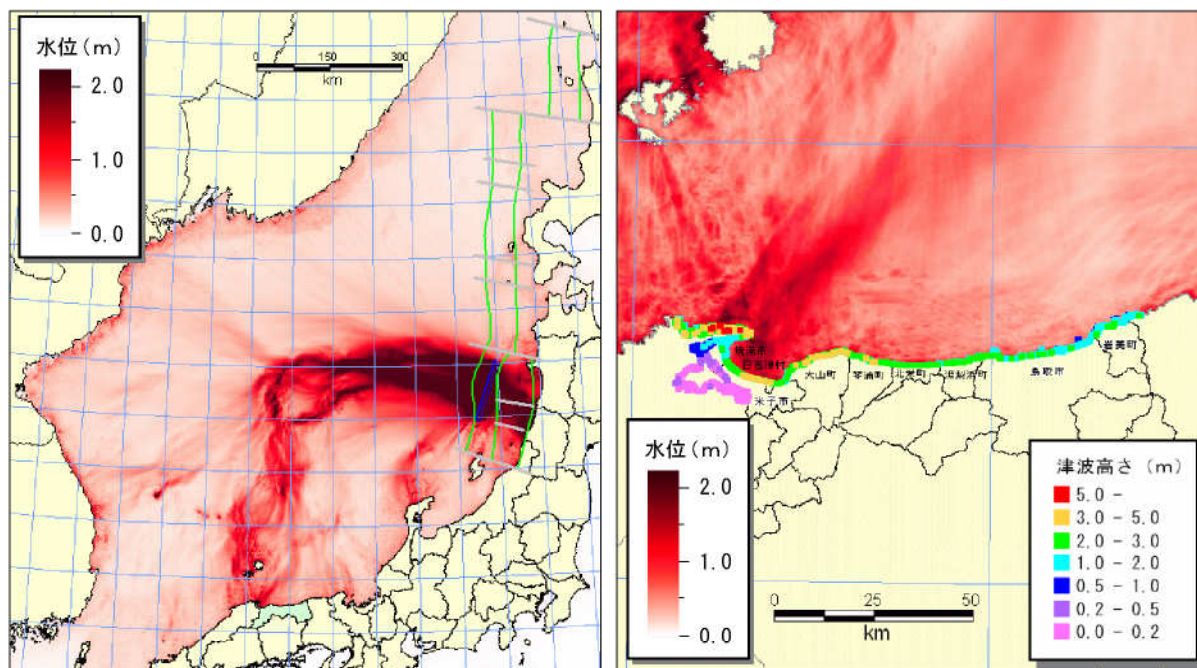 水位(m)
2.0
1.0
0.0
0 150 300
km
境港市
日吉津村
米子市
大山町
琴浦町
北栄町
湯梨浜町
鳥取市
岩美町
水位(m)
2.0
1.0
0.0
0 25 50
km
津波高さ (m)
5.0 -
3.0 - 5.0
2.0 - 3.0
1.0 - 2.0
0.5 - 1.0
0.2 - 0.5
0.0 - 0.2